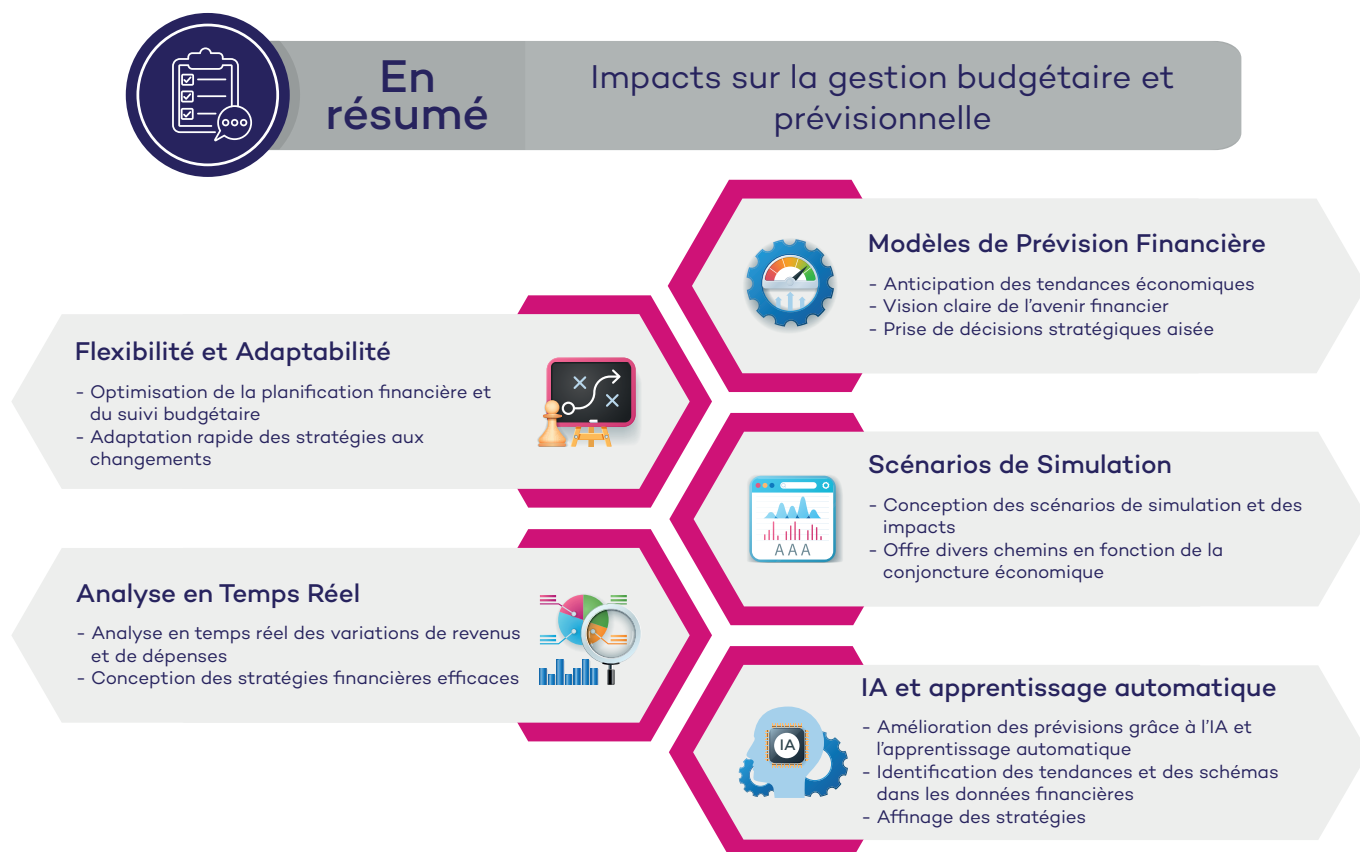 En
résumé
Impacts sur la gestion budgétaire et
prévisionnelle
Modèles de Prévision Financière
- Anticipation des tendances économiques
- Vision claire de l'avenir financier
- Prise de décisions stratégiques aisée
Flexibilité et Adaptabilité
- Optimisation de la planification financière et
du suivi budgétaire
- Adaptation rapide des stratégies aux
changements
Scénarios de Simulation
- Conception des scénarios de simulation et des
impacts
- Offre divers chemins en fonction de la
conjoncture économique
AAA
Analyse en Temps Réel
- Analyse en temps réel des variations de revenus
et de dépenses
- Conception des stratégies financières efficaces
IA et apprentissage automatique
- Amélioration des prévisions grâce à l'IA et
l'apprentissage automatique
- Identification des tendances et des schémas
dans les données financières
- Affinage des stratégies
IA